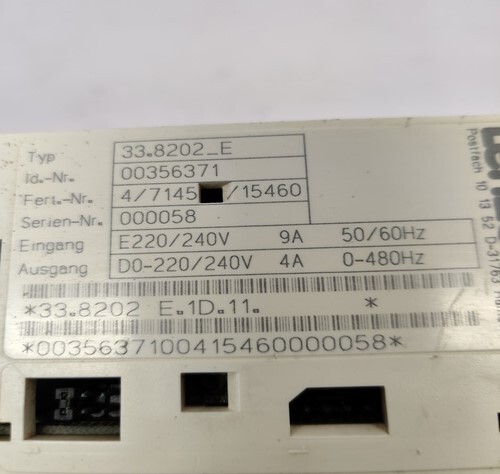 Typ 33.8202_E
Id.-Nr. 00356371
Fert.-Nr. 4/7145 /15460
Serien-Nr. 000058
Eingang E220/240V 9A 50/60Hz
Ausgang D0-220/240V 4A 0-480Hz
*33.8202 E.1D.11. *
*0035637100415460000058*
Postfach 10 13 52 D-31763